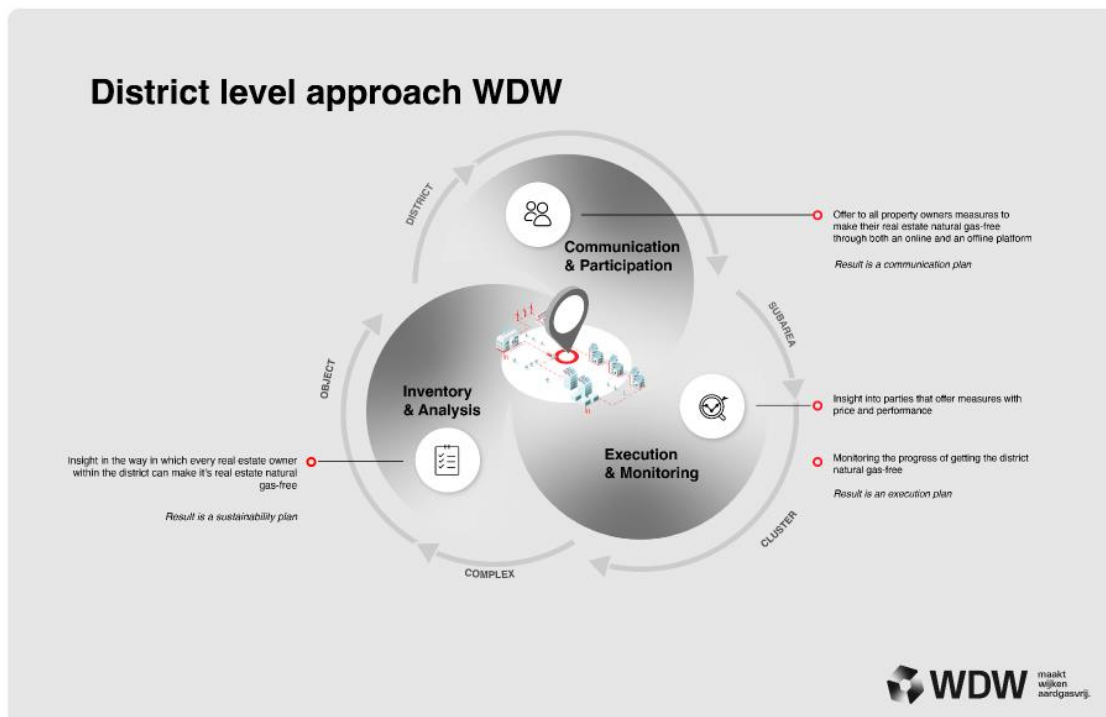 District level approach WDW
DISTRICT
Communication
& Participation
Offer to all property owners measures to
make their real estate natural gas-free
through both an online and an offline platform
Result is a communication plan
SUBAREA
OBJECT
Inventory
& Analysis
Insight into parties that offer measures with
price and performance
Execution
& Monitoring
Insight in the way in which every real estate owner
within the district can make it's real estate natural
gas-free
Result is a sustainability plan
Monitoring the progress of getting the district
natural gas-free
Result is an execution plan
CLUSTER
COMPLEX
WDW
maakt
wijken
aardgasvrij.